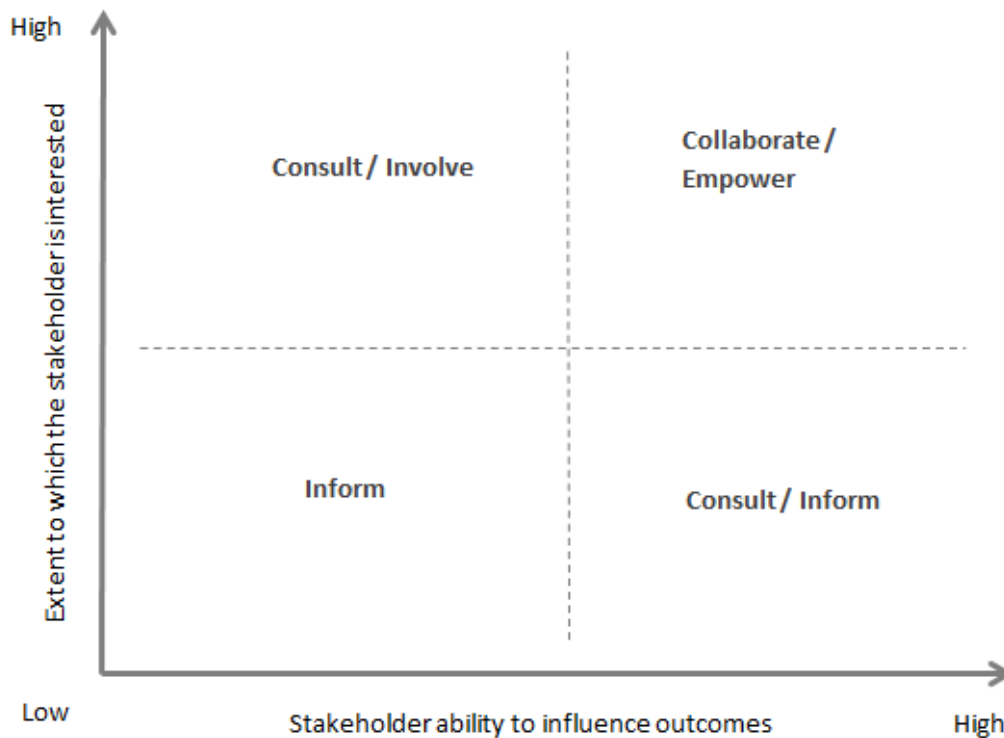 High
Extent to which the stakeholder is interested
Consult / Involve
Collaborate /
Empower
Inform
Consult / Inform
Low
Stakeholder ability to influence outcomes
High